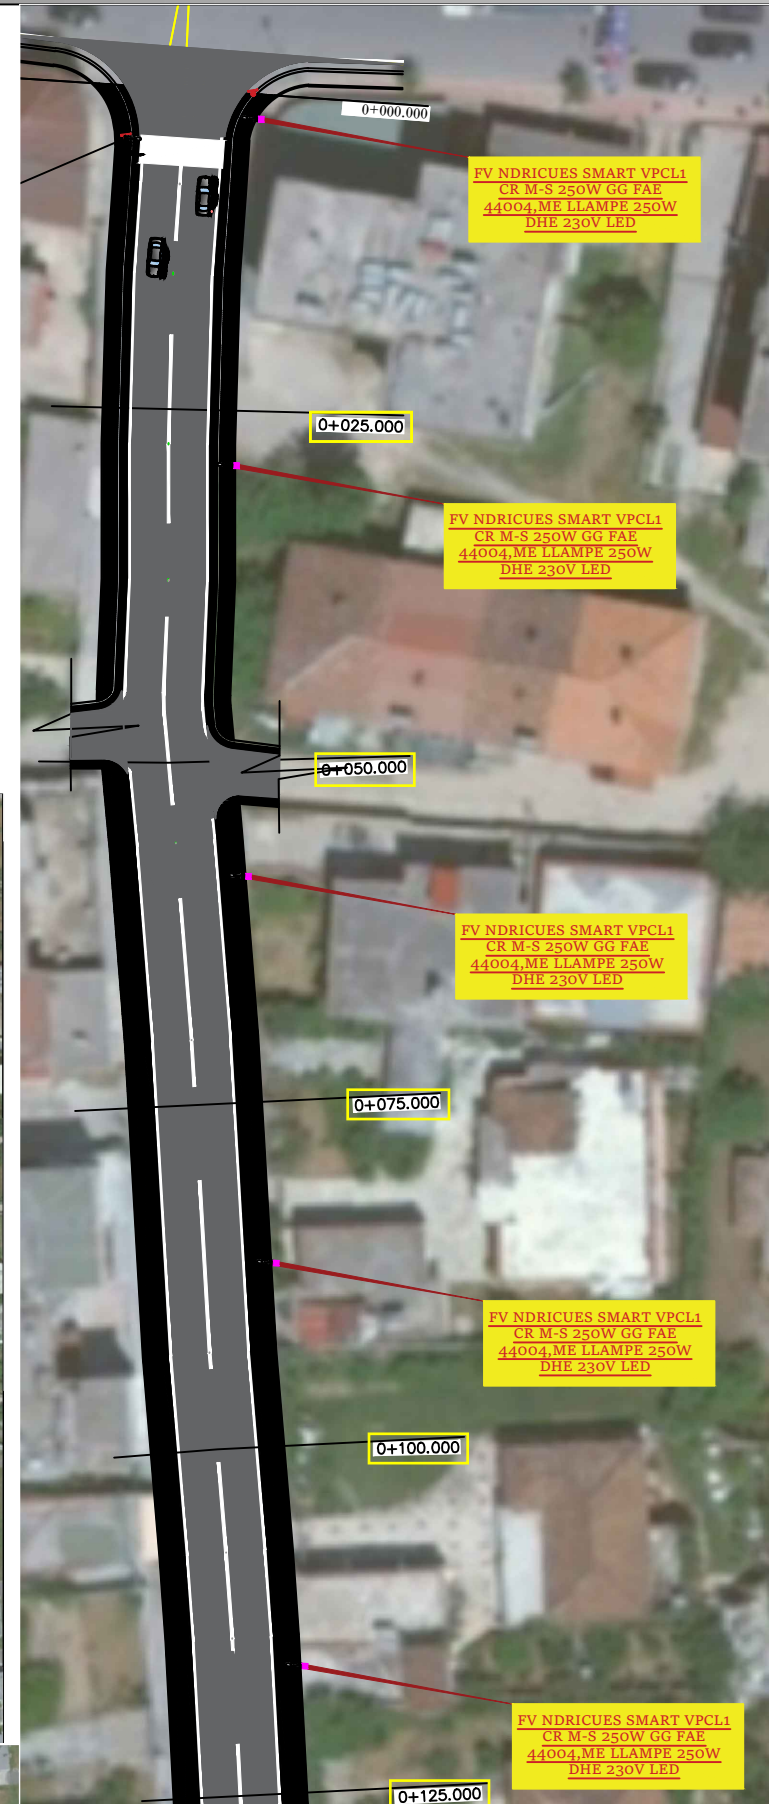 0+000.000
FV NDRICUES SMART VPCL1
CR M-S 250W GG FAE
44004,ME LLAMPE 250W
DHE 230V LED
0+025.000
FV NDRICUES SMART VPCL1
CR M-S 250W GG FAE
44004,ME LLAMPE 250W
DHE 230V LED
0+050.000
FV NDRICUES SMART VPCL1
CR M-S 250W GG FAE
44004,ME LLAMPE 250W
DHE 230V LED
0+075.000
FV NDRICUES SMART VPCL1
CR M-S 250W GG FAE
44004,ME LLAMPE 250W
DHE 230V LED
0+100.000
FV NDRICUES SMART VPCL1
CR M-S 250W GG FAE
44004,ME LLAMPE 250W
DHE 230V LED
0+125.000